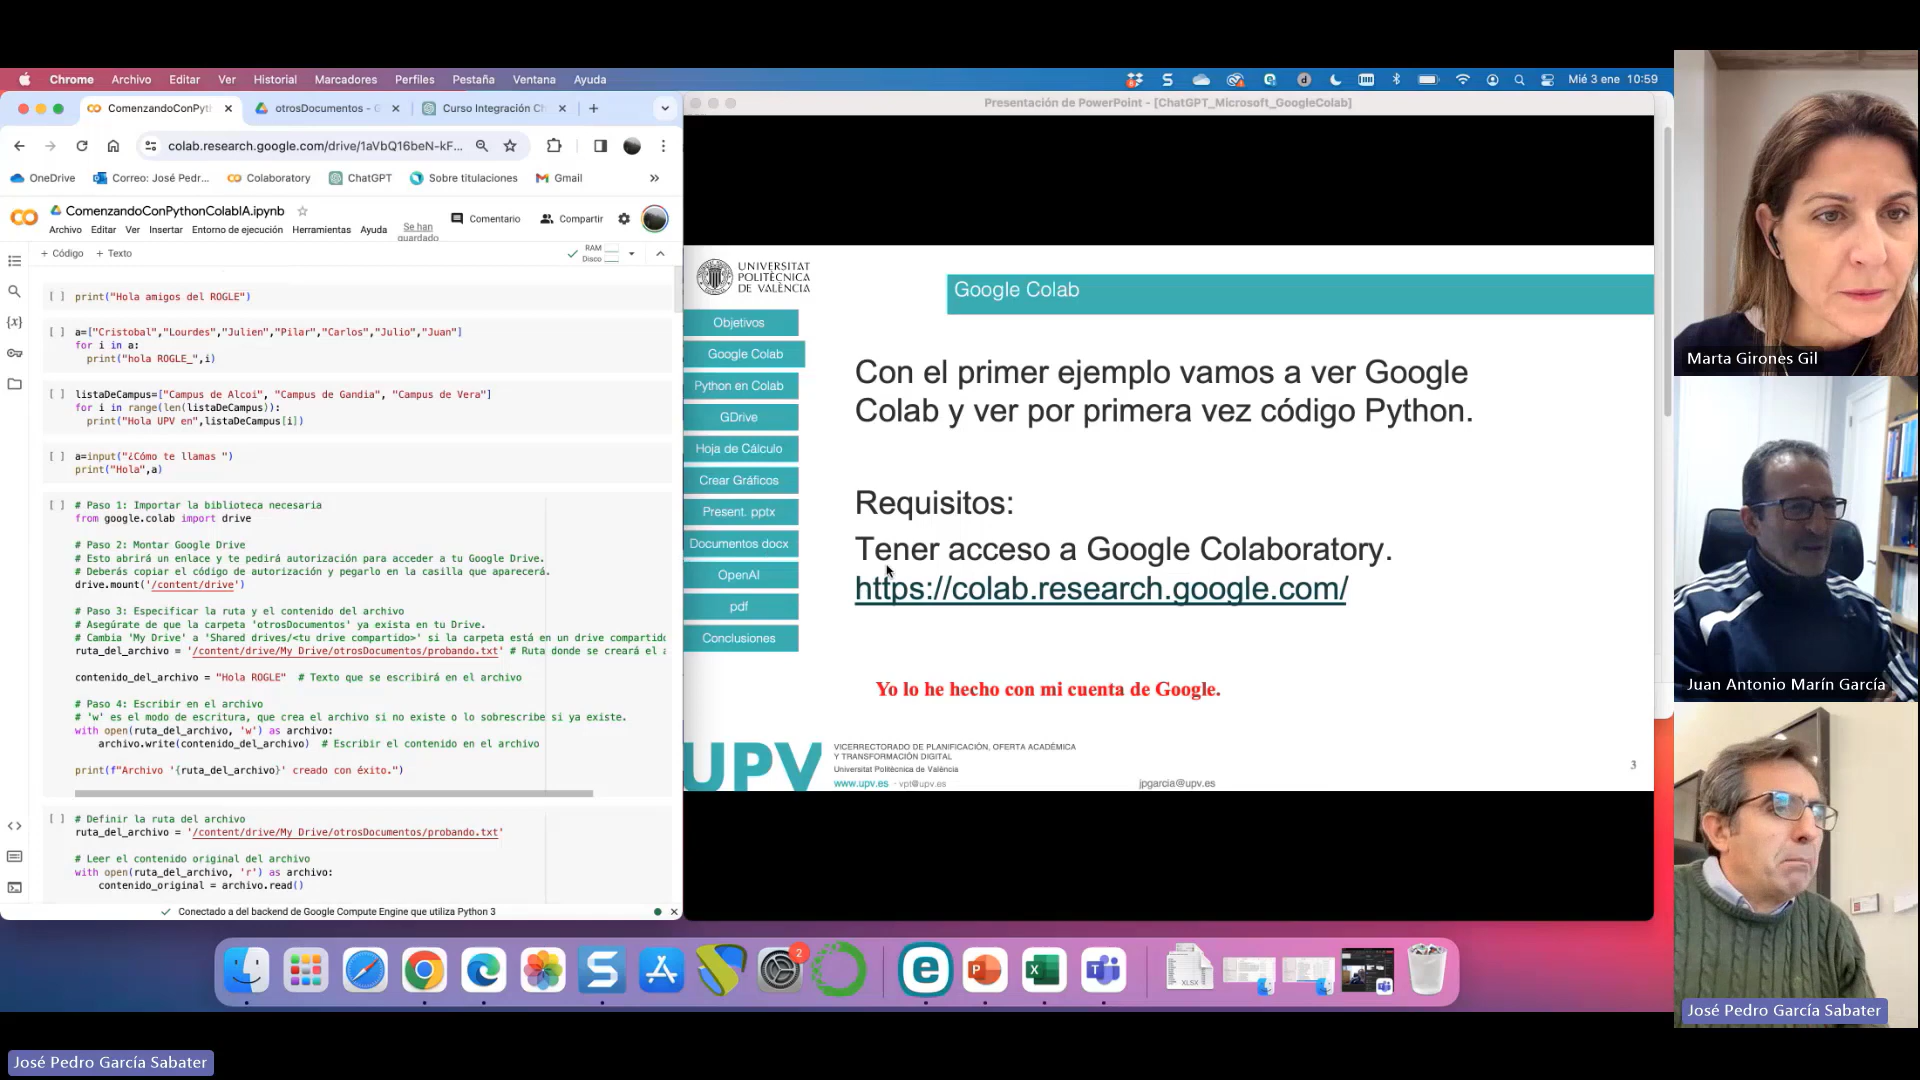 Chrome Archivo Editar Ver Historial Marcadores Perfiles Pestaña Ventana Ayuda
Mié 3 ene 10:59
ComenzandoConPyth
otrosDocumentos - G
Curso Integración Ch
colab.research.google.com/drive/1aVbQ16beN-kF...
OneDrive
Correo: José Pedr...
Colaboratory
ChatGPT
Sobre titulaciones
Gmail
ComenzandoConPythonColabIA.ipynb
Comentario
Compartir
Archivo Editar Ver Insertar Entorno de ejecución Herramientas Ayuda
Se han
guardado
+ Código + Texto
RAM
Disco
[ ] print("Hola amigos del ROGLE")
[ ] a=["Cristobal","Lourdes","Julien","Pilar","Carlos","Julio","Juan"]
for i in a:
print("hola ROGLE_",i)
[ ] listaDeCampus=["Campus de Alcoi", "Campus de Gandia", "Campus de Vera"]
for i in range(len(listaDeCampus)):
print("Hola UPV en",listaDeCampus[i])
[ ] a=input("¿Cómo te llamas ")
print("Hola",a)
[ ] # Paso 1: Importar la biblioteca necesaria
from google.colab import drive
# Paso 2: Montar Google Drive
# Esto abrirá un enlace y te pedirá autorización para acceder a tu Google Drive.
# Deberás copiar el código de autorización y pegarlo en la casilla que aparecerá.
drive.mount('/content/drive')
# Paso 3: Especificar la ruta y el contenido del archivo
# Asegúrate de que la carpeta 'otrosDocumentos' ya exista en tu Drive.
# Cambia 'My Drive' a 'Shared drives/<tu drive compartido>' si la carpeta está en un drive compartido
ruta_del_archivo = '/content/drive/My Drive/otrosDocumentos/probando.txt' # Ruta donde se creará el a
contenido_del_archivo = "Hola ROGLE" # Texto que se escribirá en el archivo
# Paso 4: Escribir en el archivo
# 'w' es el modo de escritura, que crea el archivo si no existe o lo sobrescribe si ya existe.
with open(ruta_del_archivo, 'w') as archivo:
archivo.write(contenido_del_archivo) # Escribir el contenido en el archivo
print(f"Archivo '{ruta_del_archivo}' creado con éxito.")
[ ] # Definir la ruta del archivo
ruta_del_archivo = '/content/drive/My Drive/otrosDocumentos/probando.txt'
# Leer el contenido original del archivo
with open(ruta_del_archivo, 'r') as archivo:
contenido_original = archivo.read()
Conectado a del backend de Google Compute Engine que utiliza Python 3
Presentación de PowerPoint - [ChatGPT_Microsoft_GoogleColab]
UNIVERSITAT
POLITÈCNICA
DE VALÈNCIA
Google Colab
Objetivos
Google Colab
Python en Colab
GDrive
Hoja de Cálculo
Crear Gráficos
Present. pptx
Documentos docx
OpenAI
pdf
Conclusiones
Con el primer ejemplo vamos a ver Google
Colab y ver por primera vez código Python.
Requisitos:
Tener acceso a Google Colaboratory.
https://colab.research.google.com/
Yo lo he hecho con mi cuenta de Google.
UPV
VICERRECTORADO DE PLANIFICACIÓN, OFERTA ACADÈMICA
Y TRANSFORMACIÓN DIGITAL
Universitat Politècnica de València
www.upv.es - vpt@upv.es
jpgarcia@upv.es
3
Marta Girones Gil
Juan Antonio Marín García
José Pedro García Sabater
2
XLSX
José Pedro García Sabater